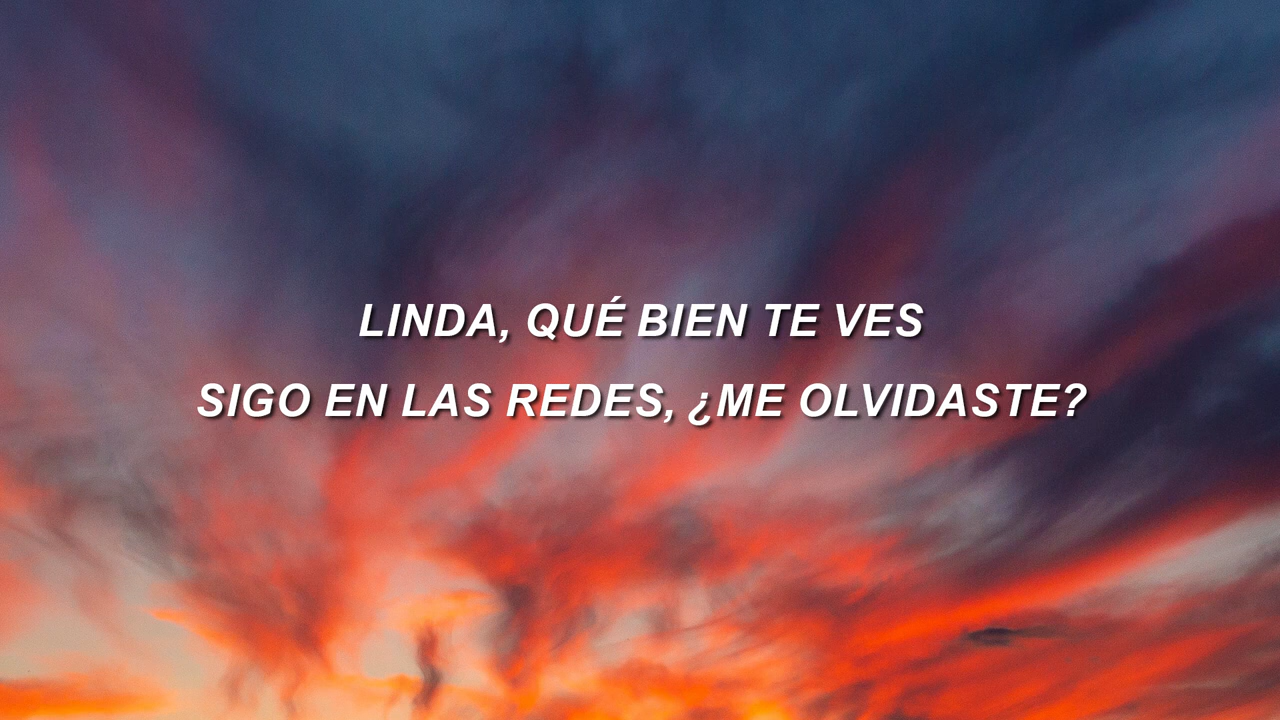 LINDA, QUÉ BIEN TE VES
SIGO EN LAS REDES, ¿ME OLVIDASTE?